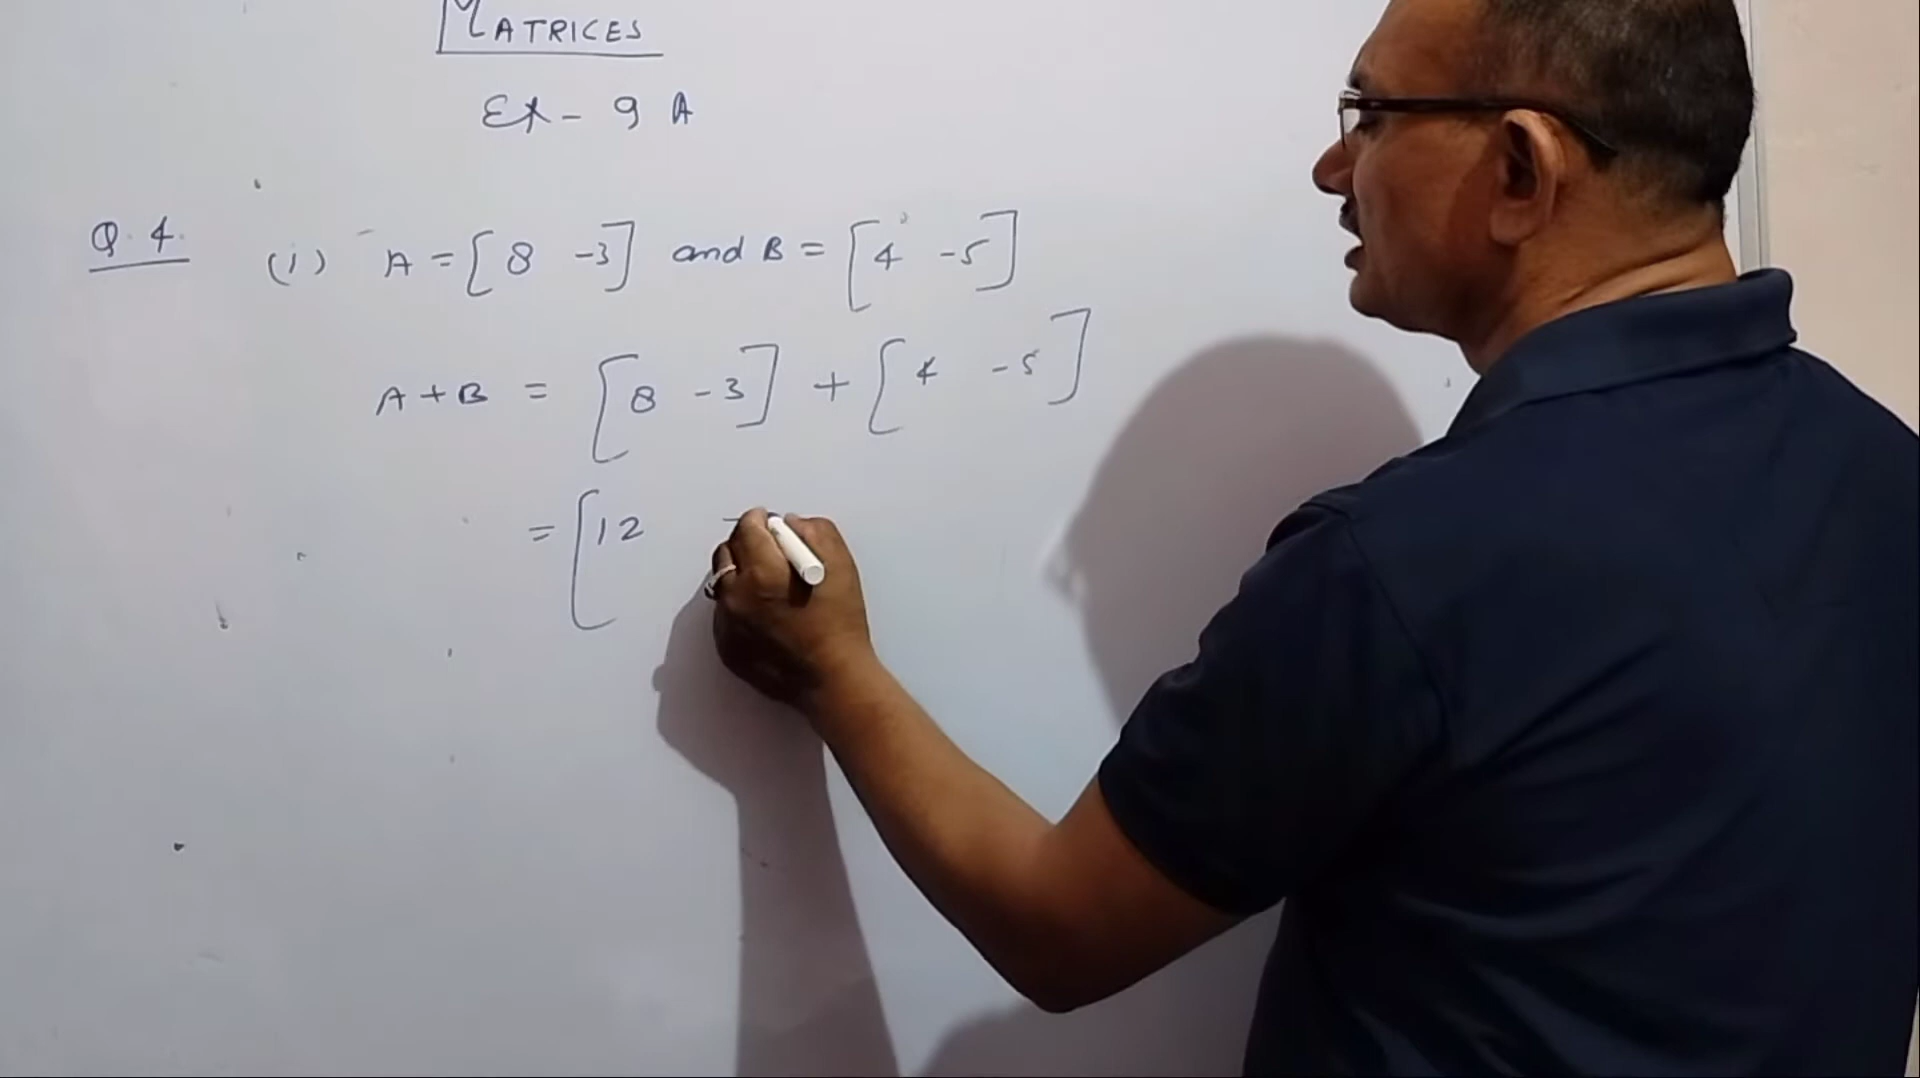 MATRICES
Ex - 9 A
Q.4. (i) A = [8 -3] and B = [4 -5]
A + B = [8 -3] + [4 -5]
= [12 -